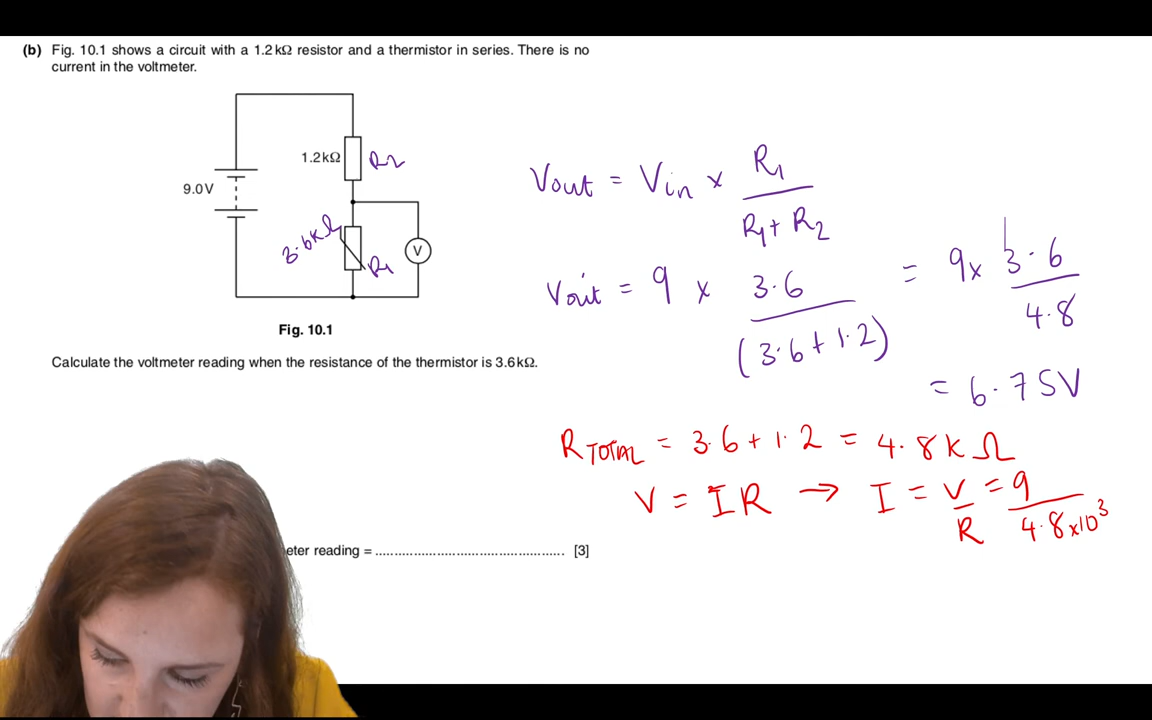 (b) Fig. 10.1 shows a circuit with a 1.2 kΩ resistor and a thermistor in series. There is no
current in the voltmeter.
1.2 kΩ
R2
9.0 V
3.6kΩ
R1
V
Fig. 10.1
Calculate the voltmeter reading when the resistance of the thermistor is 3.6 kΩ.
eter reading = .................................................. [3]
Vout = Vin × R1 / (R1 + R2)
Vout = 9 × 3.6 / (3.6 + 1.2) = 9 × 3.6 / 4.8
= 6.75V
RTOTAL = 3.6 + 1.2 = 4.8 kΩ
V = IR → I = V / R = 9 / 4.8×10³